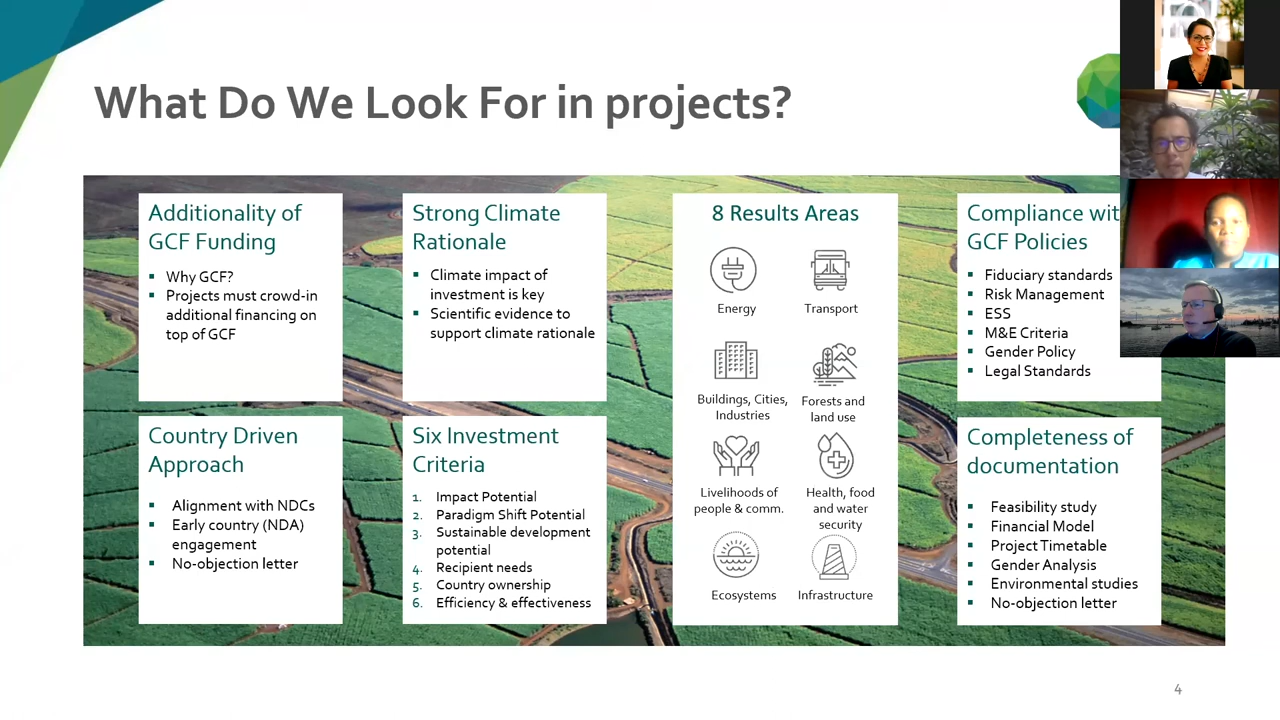 What Do We Look For in projects?
Additionality of
GCF Funding
Why GCF?
Projects must crowd-in
additional financing on
top of GCF
Strong Climate
Rationale
Climate impact of
investment is key
Scientific evidence to
support climate rationale
8 Results Areas
Energy
Transport
Buildings, Cities,
Industries
Forests and
land use
Livelihoods of
people & comm.
Health, food
and water
security
Ecosystems
Infrastructure
Compliance wit
GCF Policies
Fiduciary standards
Risk Management
ESS
M&E Criteria
Gender Policy
Legal Standards
Country Driven
Approach
Alignment with NDCs
Early country (NDA)
engagement
No-objection letter
Six Investment
Criteria
1. Impact Potential
2. Paradigm Shift Potential
3. Sustainable development
potential
4. Recipient needs
5. Country ownership
6. Efficiency & effectiveness
Completeness of
documentation
Feasibility study
Financial Model
Project Timetable
Gender Analysis
Environmental studies
No-objection letter
4